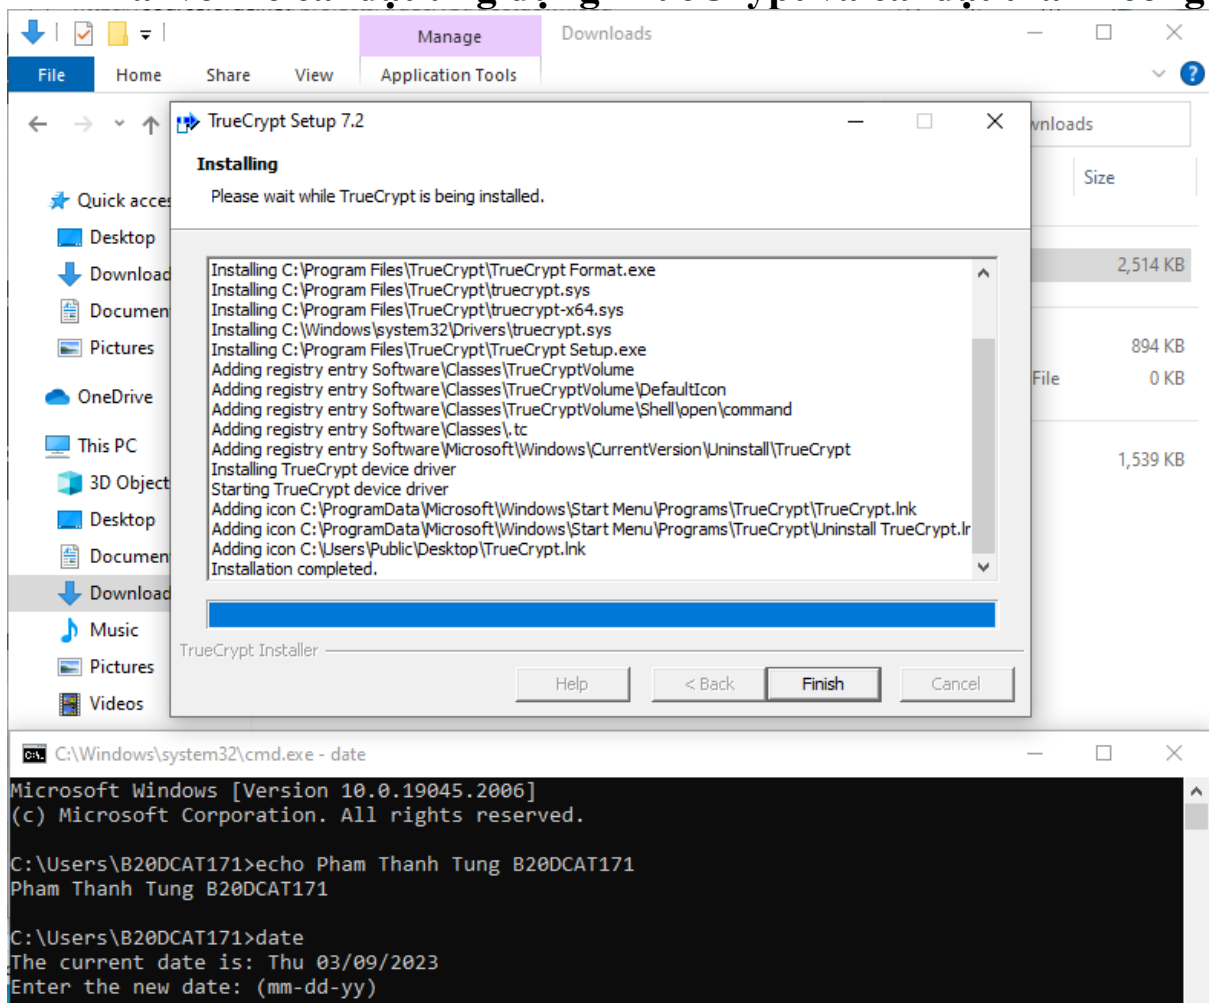 Manage
Downloads
File
Home
Share
View
Application Tools
TrueCrypt Setup 7.2
wnloads
Installing
Please wait while TrueCrypt is being installed.
Size
Quick acces
Desktop
Download
Documen
Pictures
OneDrive
This PC
3D Object
Desktop
Documen
Download
Music
Pictures
Videos
2,514 KB
894 KB
File
0 KB
1,539 KB
Installing C:\Program Files\TrueCrypt\TrueCrypt Format.exe
Installing C:\Program Files\TrueCrypt\truecrypt.sys
Installing C:\Program Files\TrueCrypt\truecrypt-x64.sys
Installing C:\Windows\system32\Drivers\truecrypt.sys
Installing C:\Program Files\TrueCrypt\TrueCrypt Setup.exe
Adding registry entry Software\Classes\TrueCryptVolume
Adding registry entry Software\Classes\TrueCryptVolume\DefaultIcon
Adding registry entry Software\Classes\TrueCryptVolume\Shell\open\command
Adding registry entry Software\Classes\.tc
Adding registry entry Software\Microsoft\Windows\CurrentVersion\Uninstall\TrueCrypt
Installing TrueCrypt device driver
Starting TrueCrypt device driver
Adding icon C:\ProgramData\Microsoft\Windows\Start Menu\Programs\TrueCrypt\TrueCrypt.lnk
Adding icon C:\ProgramData\Microsoft\Windows\Start Menu\Programs\TrueCrypt\Uninstall TrueCrypt.lr
Adding icon C:\Users\Public\Desktop\TrueCrypt.lnk
Installation completed.
TrueCrypt Installer
Help
< Back
Finish
Cancel
C:\Windows\system32\cmd.exe - date
Microsoft Windows [Version 10.0.19045.2006]
(c) Microsoft Corporation. All rights reserved.
C:\Users\B20DCAT171>echo Pham Thanh Tung B20DCAT171
Pham Thanh Tung B20DCAT171
C:\Users\B20DCAT171>date
The current date is: Thu 03/09/2023
Enter the new date: (mm-dd-yy)